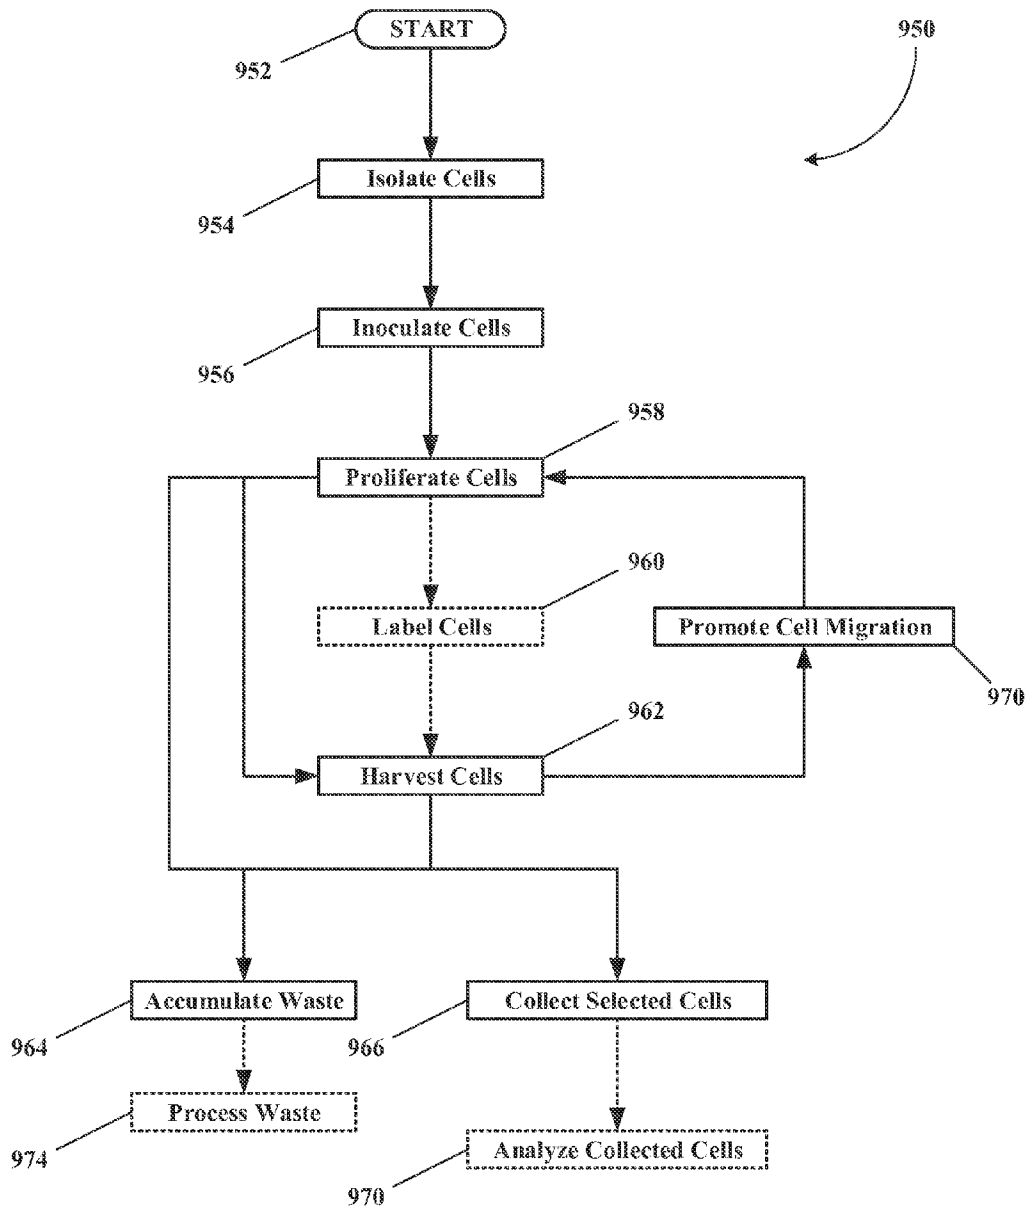 START
950
952
Isolate Cells
954
Inoculate Cells
956
958
Proliferate Cells
960
Label Cells
Promote Cell Migration
970
962
Harvest Cells
Accumulate Waste
Collect Selected Cells
964
966
Process Waste
Analyze Collected Cells
974
970